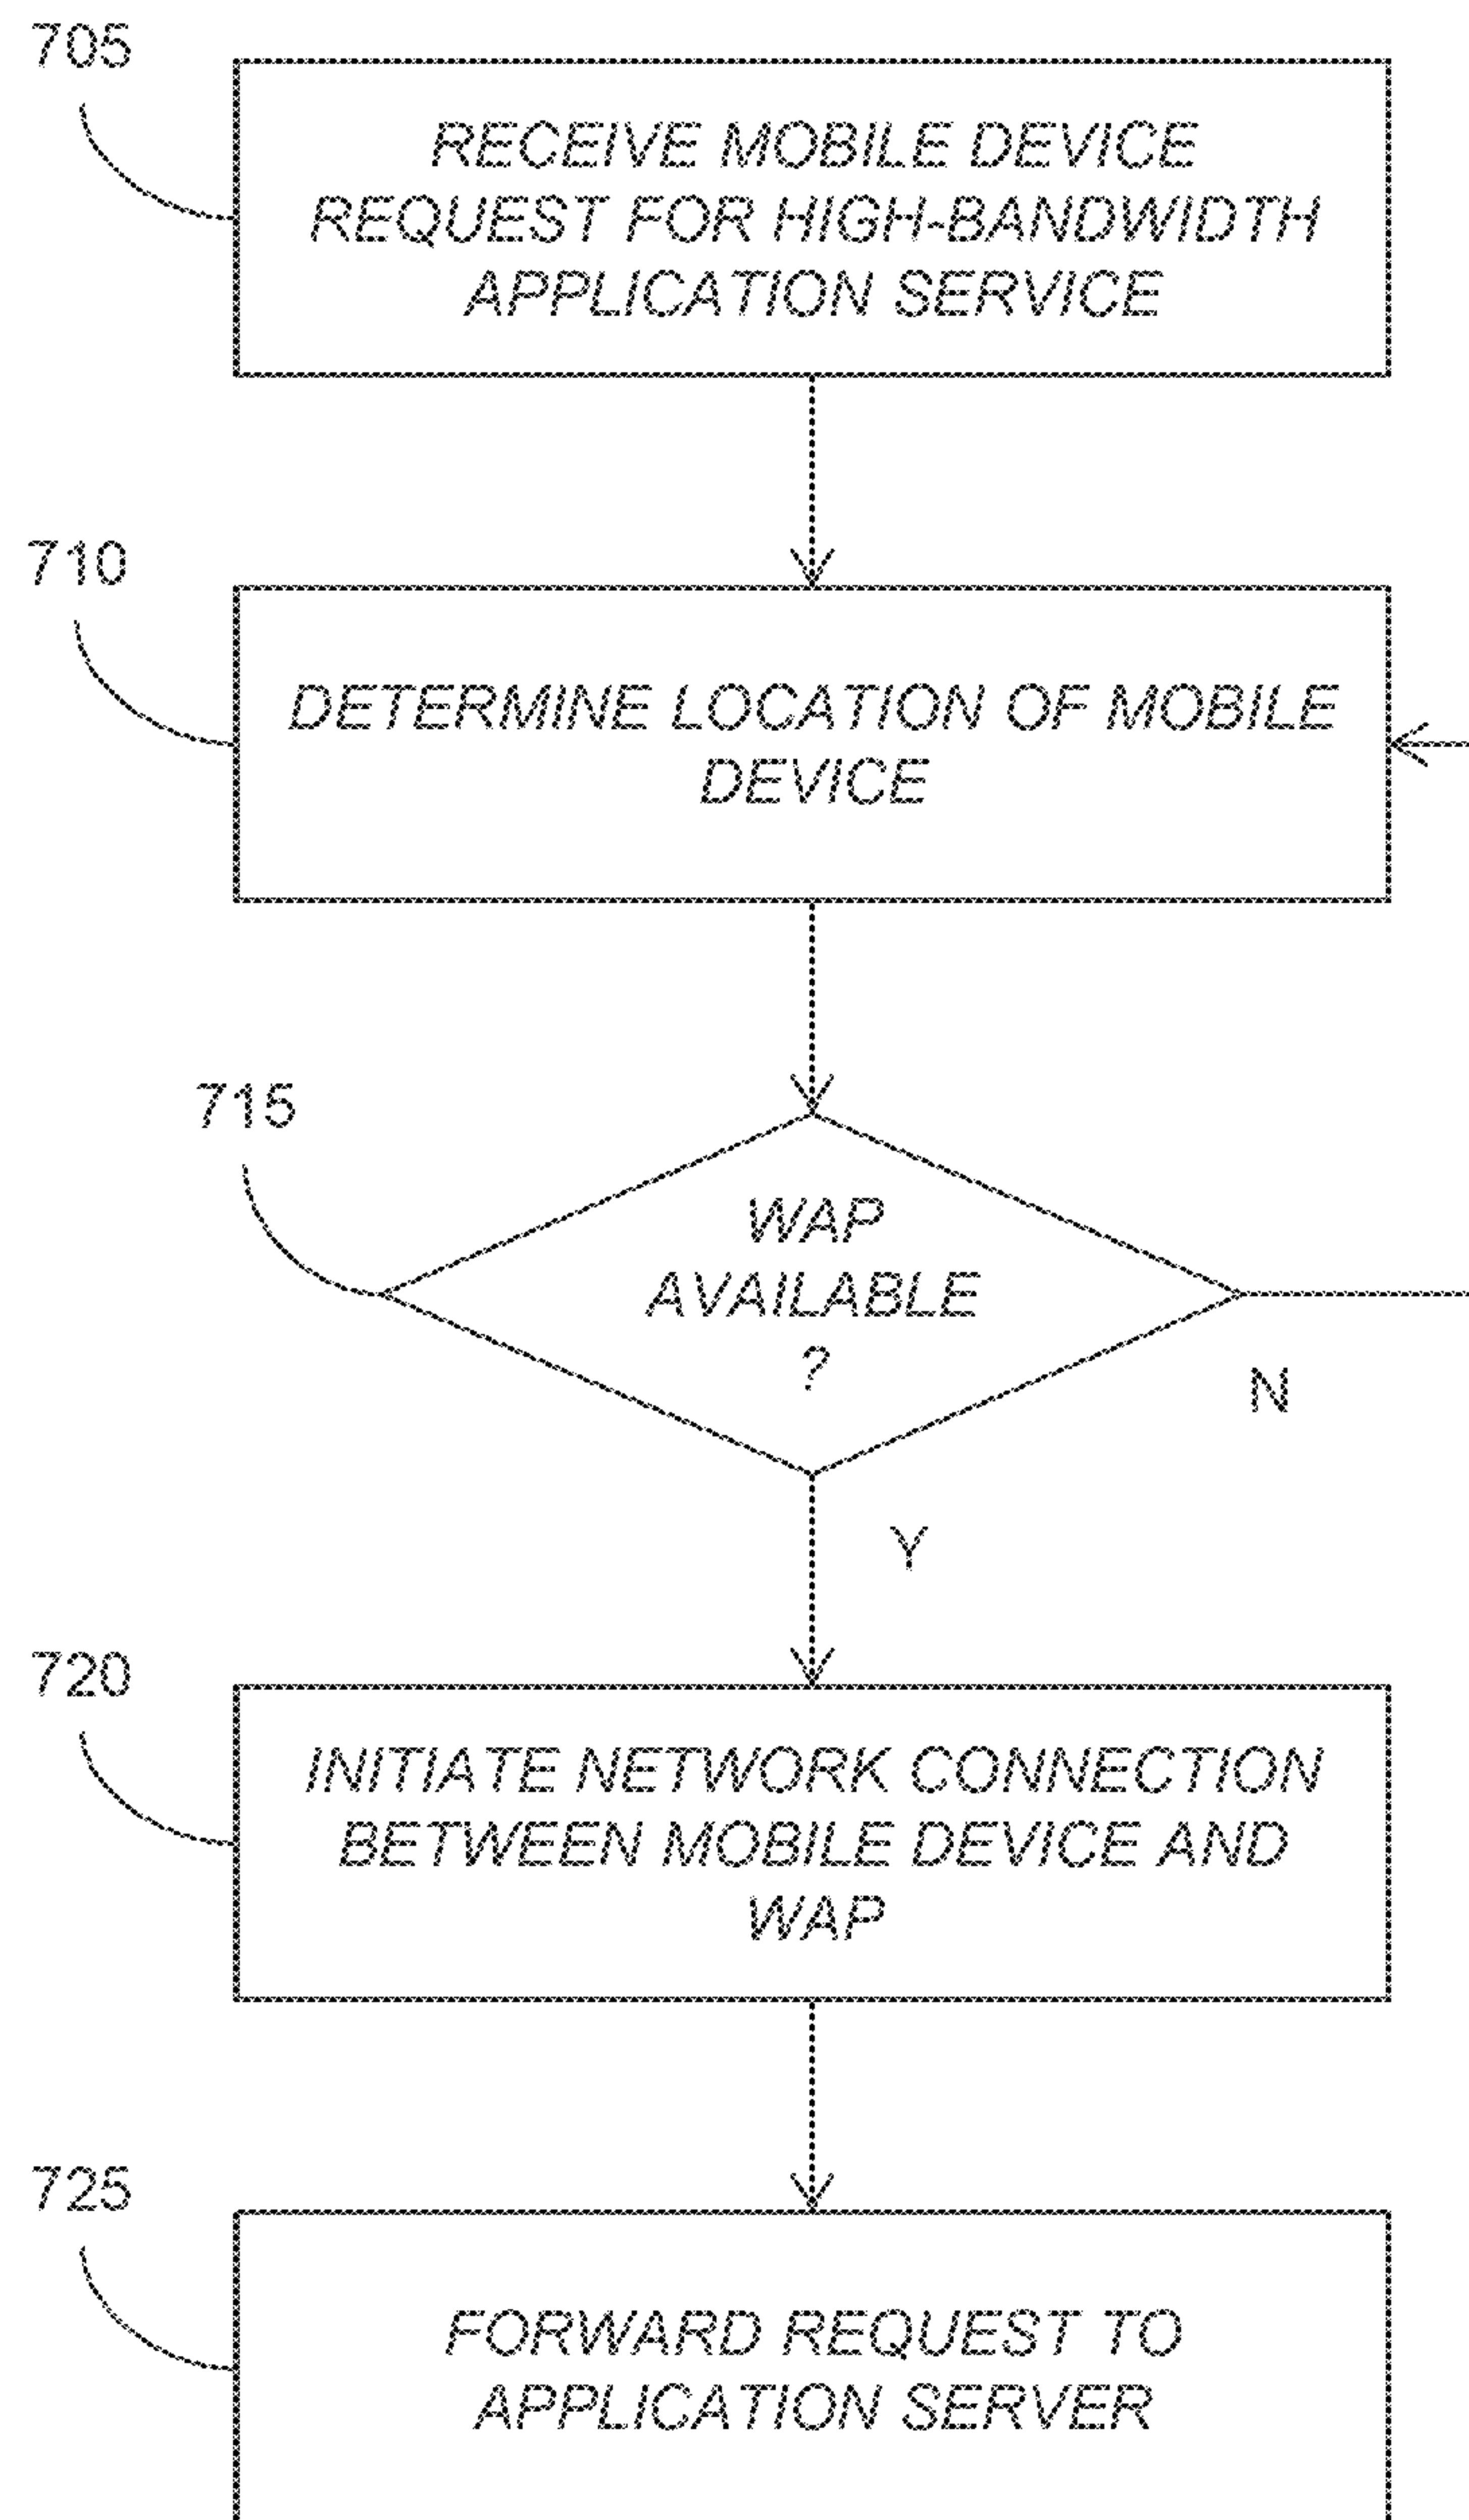 705
RECEIVE MOBILE DEVICE
REQUEST FOR HIGH-BANDWIDTH
APPLICATION SERVICE
710
DETERMINE LOCATION OF MOBILE
DEVICE
715
WAP
AVAILABLE
?
N
Y
720
INITIATE NETWORK CONNECTION
BETWEEN MOBILE DEVICE AND
WAP
725
FORWARD REQUEST TO
APPLICATION SERVER